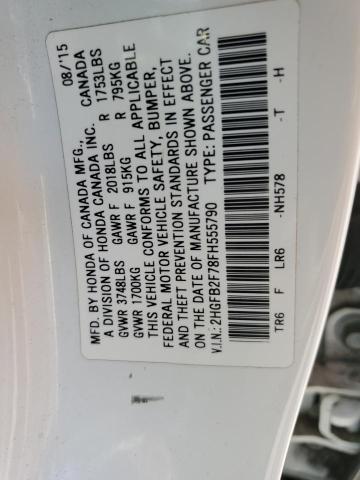 MFD. BY HONDA OF CANADA MFG., 08/'15
A DIVISION OF HONDA CANADA INC. CANADA
GVWR 3748LBS GAWR F 2018LBS R 1753LBS
GVWR 1700KG GAWR F 915KG R 795KG
THIS VEHICLE CONFORMS TO ALL APPLICABLE
FEDERAL MOTOR VEHICLE SAFETY, BUMPER,
AND THEFT PREVENTION STANDARDS IN EFFECT
ON THE DATE OF MANUFACTURE SHOWN ABOVE.
V.I.N.: 2HGFB2F78FH555790 TYPE: PASSENGER CAR
TR6 F LR6 -NH578 -T -H